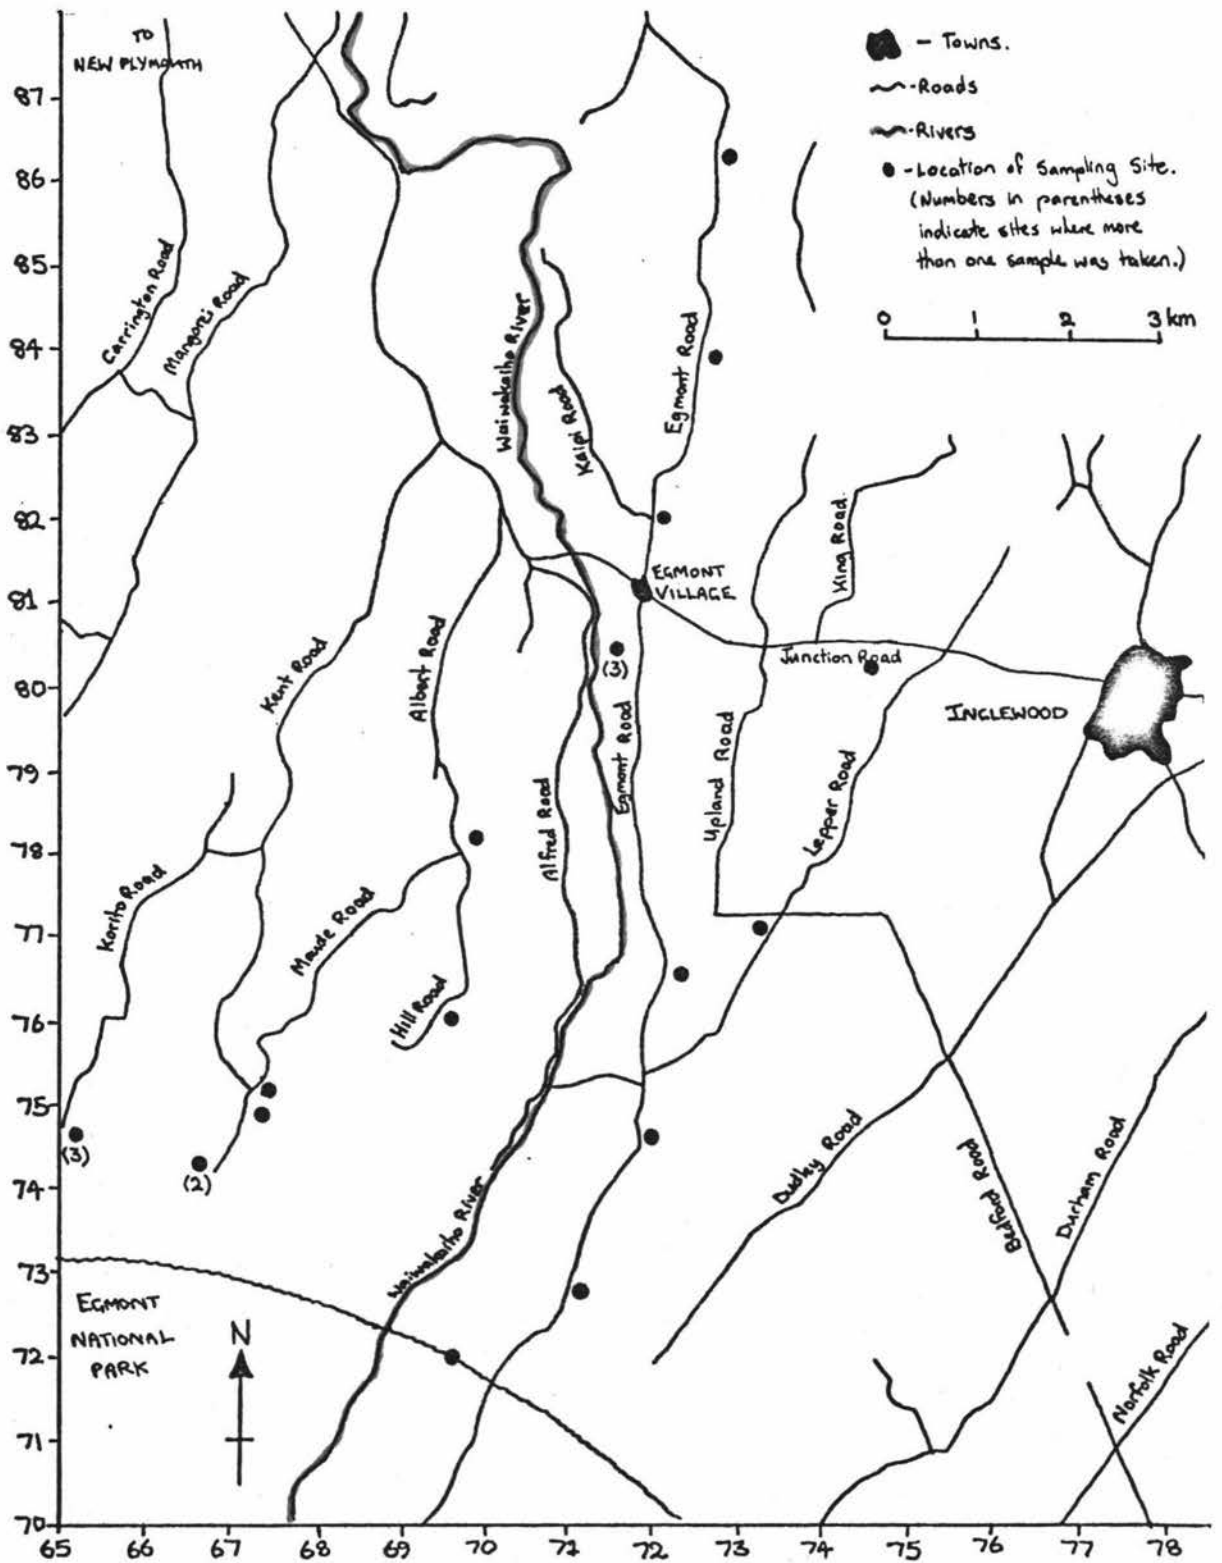 TO
NEW PLYMOUTH
- Towns.
- Roads
- Rivers
- Location of Sampling Site.
(Numbers in parentheses
indicate sites where more
than one sample was taken.)
0 1 2 3 km
87
86
85
84
83
82
81
80
79
78
77
76
75
74
73
72
71
70
65 66 67 68 69 70 71 72 73 74 75 76 77 78
Carrington Road
Mangorei Road
Waiwakaiho River
Kaipi Road
Egmont Road
King Road
EGMONT
VILLAGE
Junction Road
INGLEWOOD
Kent Road
Albert Road
(3)
Egmont Road
Upland Road
Lepper Road
Alfred Road
Korito Road
Maude Road
Hill Road
(3)
(2)
Waiwakaiho River
Dudley Road
Bedford Road
Durham Road
Norfolk Road
EGMONT
NATIONAL
PARK
N